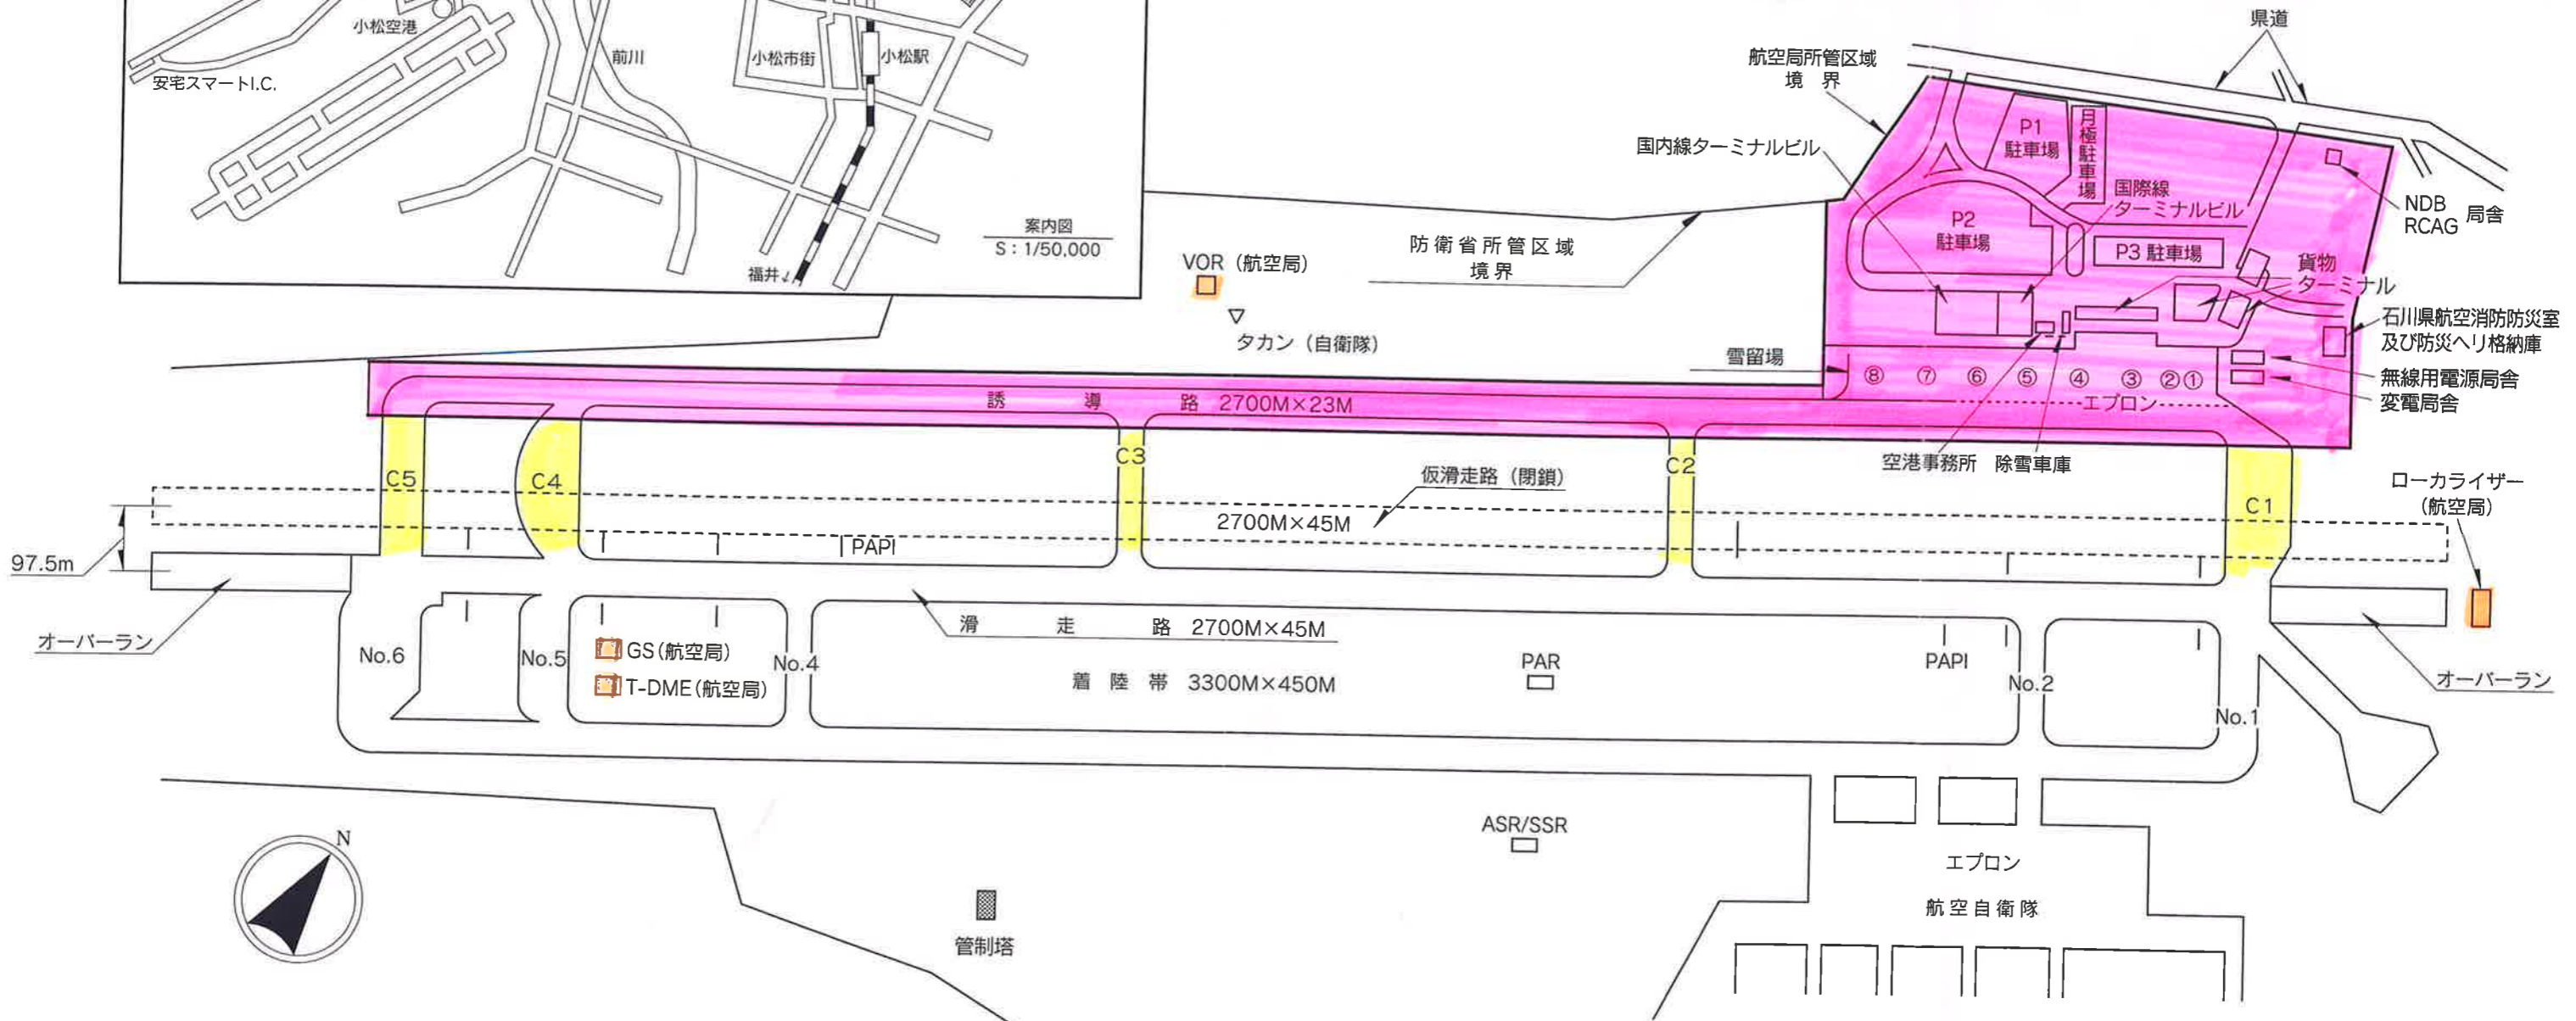 小松空港
安宅スマートI.C.
前川
小松市街
小松駅
案内図
S：1/50,000
福井↓
県道
航空局所管区域
境 界
国内線ターミナルビル
P1
駐車場
月極駐車場
国際線
ターミナルビル
P2
駐車場
P3 駐車場
NDB
RCAG
局舎
貨物
ターミナル
石川県航空消防防災室
及び防災ヘリ格納庫
無線用電源局舎
変電局舎
防衛省所管区域
境界
VOR（航空局）
タカン（自衛隊）
雪留場
⑧ ⑦ ⑥ ⑤ ④ ③ ②①
エプロン
誘 導 路 2700M×23M
空港事務所
除雪車庫
C5
C4
C3
C2
C1
仮滑走路（閉鎖）
2700M×45M
PAPI
ローカライザー
（航空局）
97.5m
オーバーラン
滑 走 路 2700M×45M
着 陸 帯 3300M×450M
No.6
No.5
GS（航空局）
T-DME（航空局）
No.4
PAR
PAPI
No.2
No.1
オーバーラン
ASR/SSR
エプロン
航空自衛隊
管制塔
N